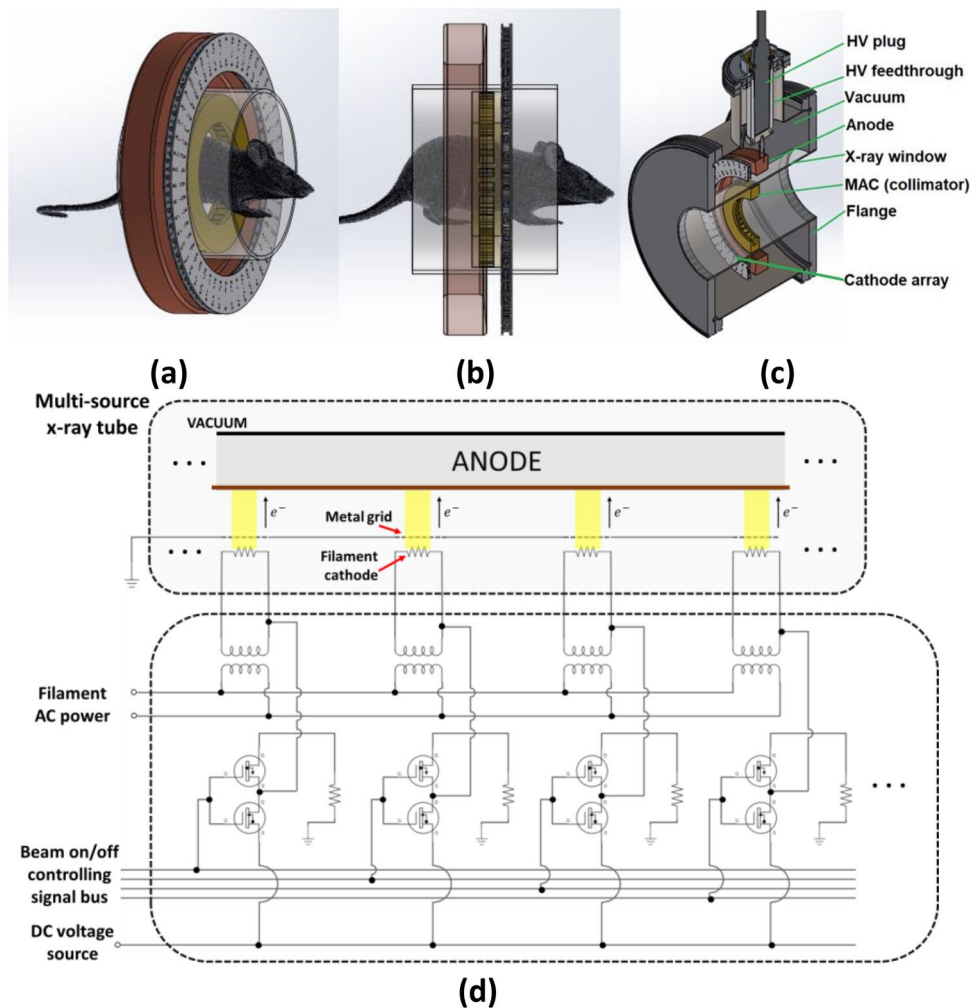 HV plug
HV feedthrough
Vacuum
Anode
X-ray window
MAC (collimator)
Flange
Cathode array
(a)
(b)
(c)
Multi-source
x-ray tube
VACUUM
ANODE
• • •
• • •
e⁻
e⁻
e⁻
e⁻
Metal grid
Filament
cathode
• • •
• • •
Filament
AC power
• • •
Beam on/off
controlling
signal bus
DC voltage
source
(d)